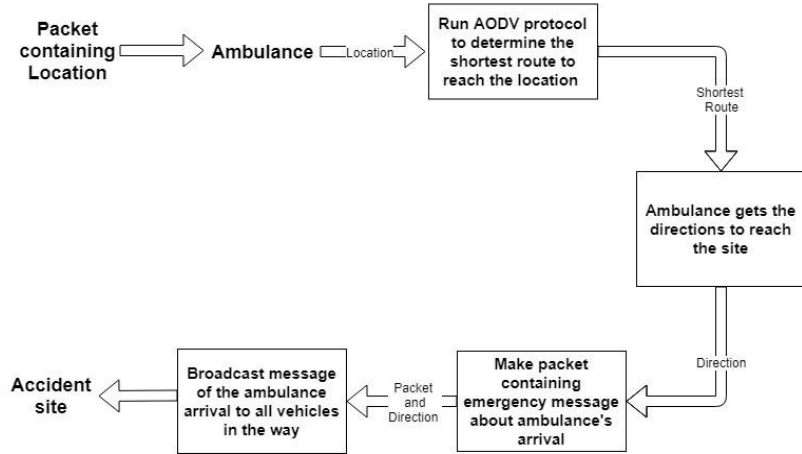 Packet
containing
Location
Ambulance
Location
Run AODV protocol
to determine the
shortest route to
reach the location
Shortest
Route
Ambulance gets the
directions to reach
the site
Direction
Make packet
containing
emergency message
about ambulance's
arrival
Packet
and
Direction
Broadcast message
of the ambulance
arrival to all vehicles
in the way
Accident
site